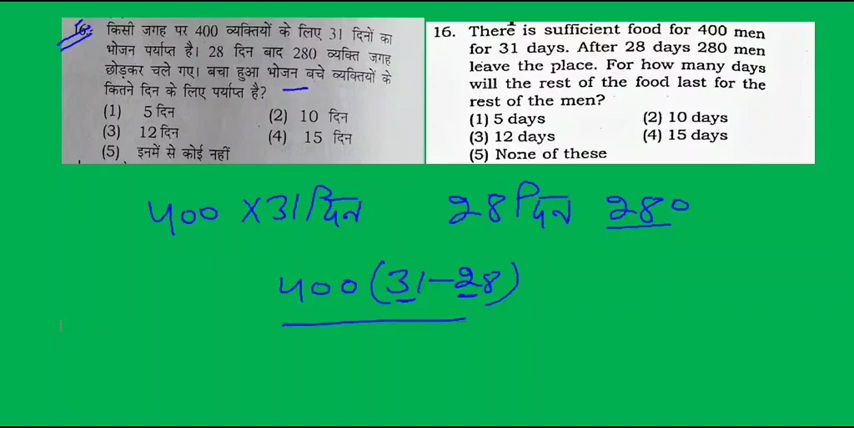 16. किसी जगह पर 400 व्यक्तियों के लिए 31 दिनों का
भोजन पर्याप्त है। 28 दिन बाद 280 व्यक्ति जगह
छोड़कर चले गए। बचा हुआ भोजन बचे व्यक्तियों के
कितने दिन के लिए पर्याप्त है?
(1) 5 दिन (2) 10 दिन
(3) 12 दिन (4) 15 दिन
(5) इनमें से कोई नहीं
16. There is sufficient food for 400 men
for 31 days. After 28 days 280 men
leave the place. For how many days
will the rest of the food last for the
rest of the men?
(1) 5 days (2) 10 days
(3) 12 days (4) 15 days
(5) None of these
400 × 31 दिन 28 दिन 280
400 (31-28)